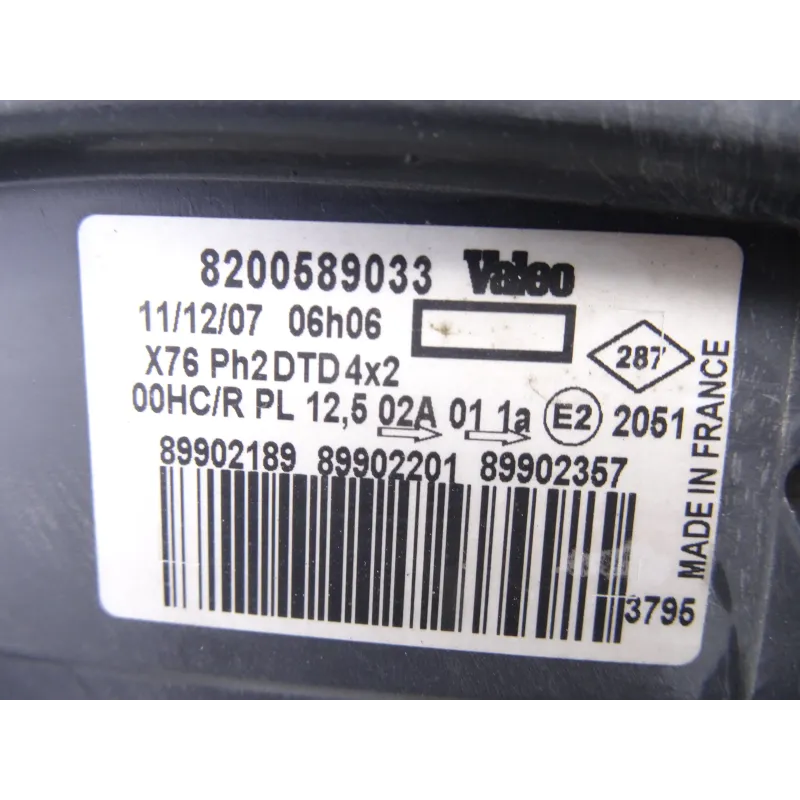 8200589033 Valeo
11/12/07 06h06
X76 Ph2 DTD 4x2
287
00HC/R PL 12,5 02A 01 1a E2 2051
89902189 89902201 89902357
3795
MADE IN FRANCE